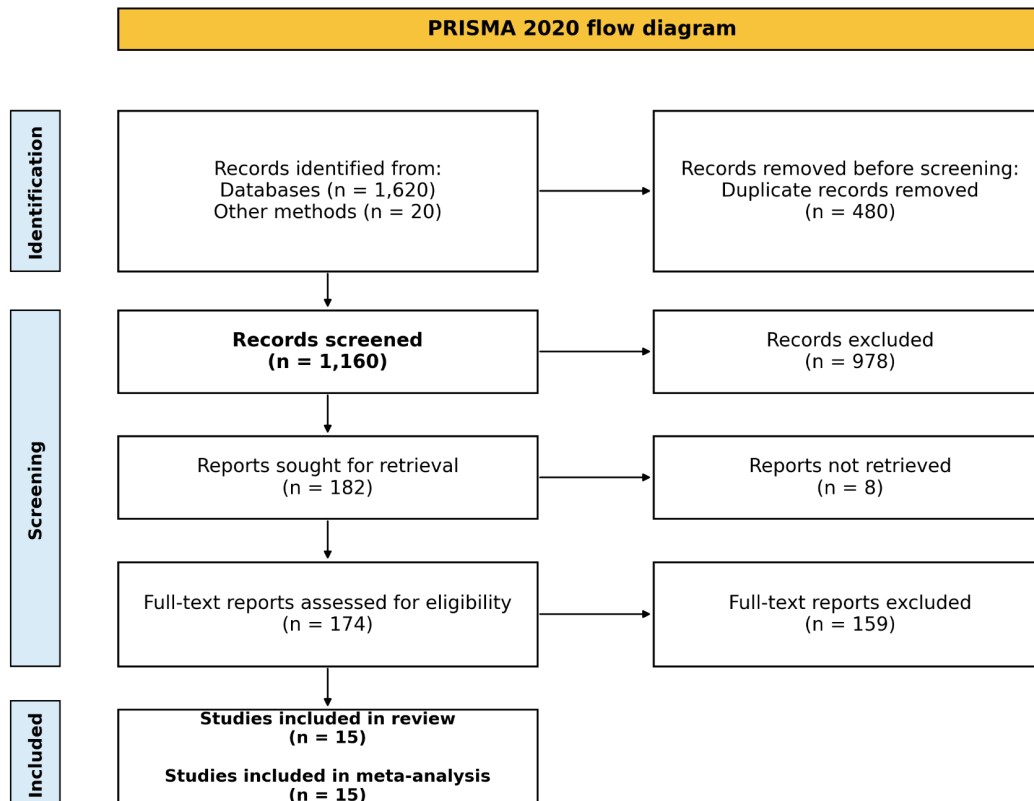 PRISMA 2020 flow diagram
Identification
Records identified from:
Databases (n = 1,620)
Other methods (n = 20)
Records removed before screening:
Duplicate records removed
(n = 480)
Screening
Records screened
(n = 1,160)
Records excluded
(n = 978)
Reports sought for retrieval
(n = 182)
Reports not retrieved
(n = 8)
Full-text reports assessed for eligibility
(n = 174)
Full-text reports excluded
(n = 159)
Included
Studies included in review
(n = 15)
Studies included in meta-analysis
(n = 15)